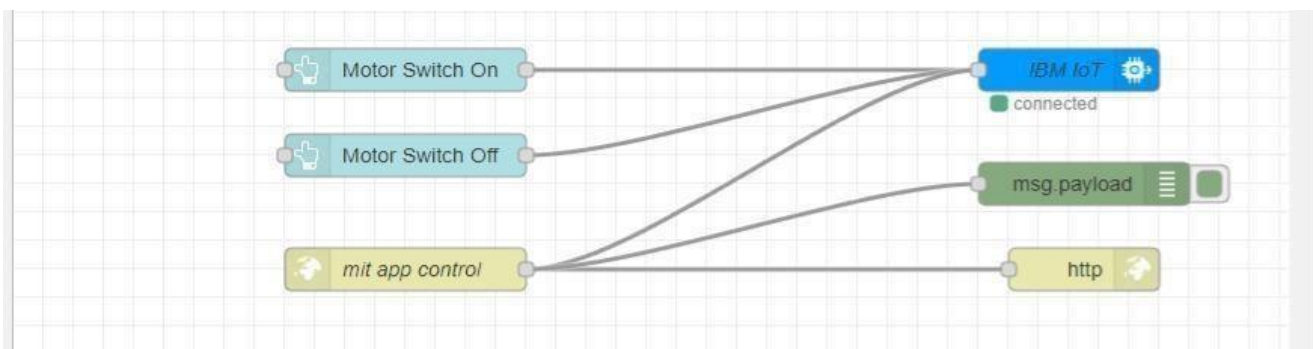 Motor Switch On
IBM IoT
connected
Motor Switch Off
msg.payload
mit app control
http